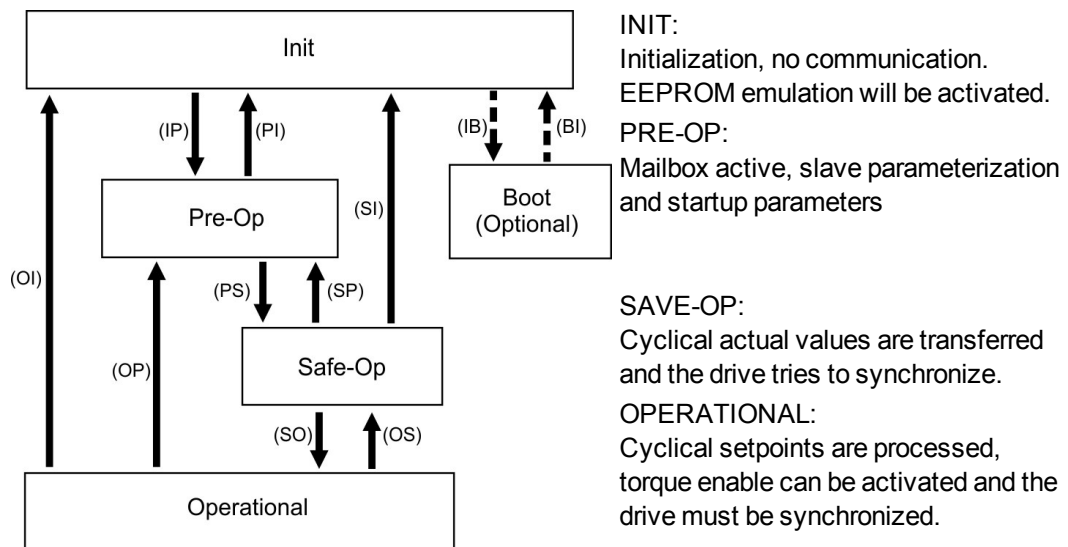 Init
(IP)
(PI)
(IB)
(BI)
Pre-Op
(SI)
Boot
(Optional)
(OI)
(PS)
(SP)
(OP)
Safe-Op
(SO)
(OS)
Operational
INIT:
Initialization, no communication.
EEPROM emulation will be activated.
PRE-OP:
Mailbox active, slave parameterization
and startup parameters
SAVE-OP:
Cyclical actual values are transferred
and the drive tries to synchronize.
OPERATIONAL:
Cyclical setpoints are processed,
torque enable can be activated and the
drive must be synchronized.